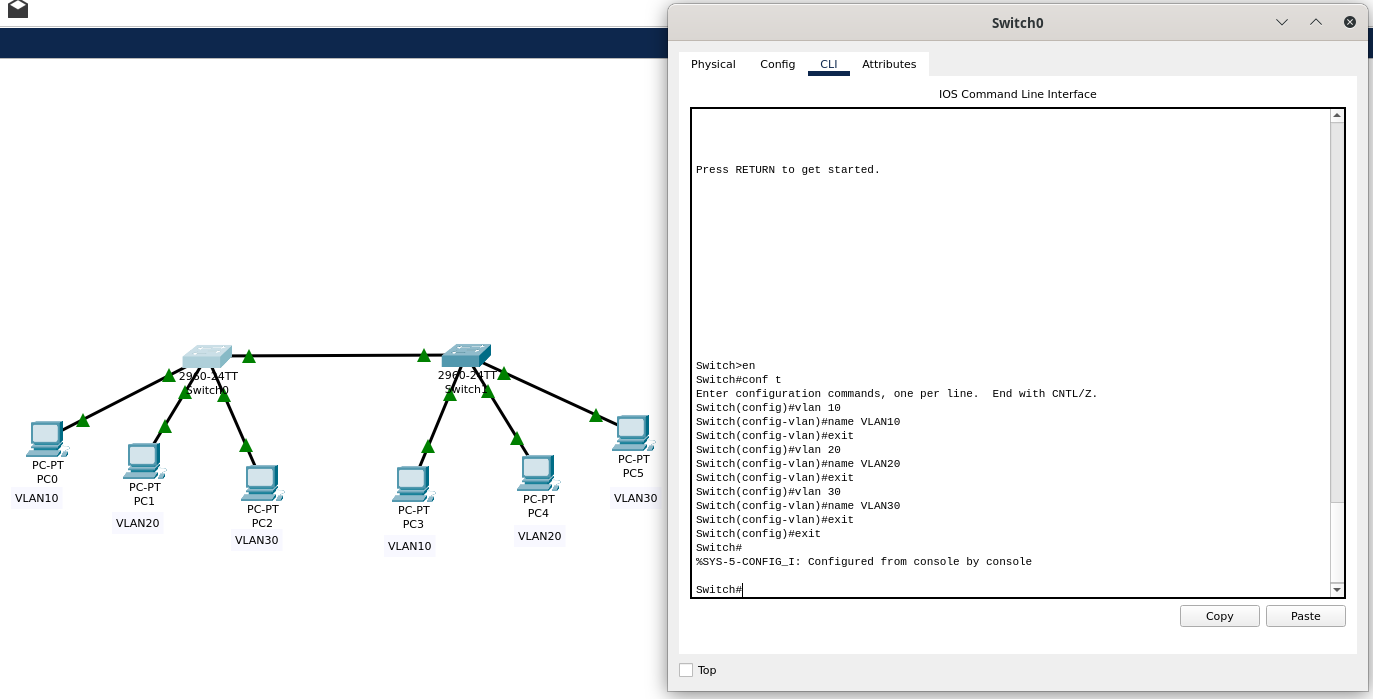 Switch0
Physical
Config
CLI
Attributes
IOS Command Line Interface
Press RETURN to get started.
Switch>en
Switch#conf t
Enter configuration commands, one per line.  End with CNTL/Z.
Switch(config)#vlan 10
Switch(config-vlan)#name VLAN10
Switch(config-vlan)#exit
Switch(config)#vlan 20
Switch(config-vlan)#name VLAN20
Switch(config-vlan)#exit
Switch(config)#vlan 30
Switch(config-vlan)#name VLAN30
Switch(config-vlan)#exit
Switch(config)#exit
Switch#
%SYS-5-CONFIG_I: Configured from console by console
Switch#
Copy
Paste
Top
2960-24TT
Switch0
2960-24TT
Switch1
PC-PT
PC0
VLAN10
PC-PT
PC1
VLAN20
PC-PT
PC2
VLAN30
PC-PT
PC3
VLAN10
PC-PT
PC4
VLAN20
PC-PT
PC5
VLAN30